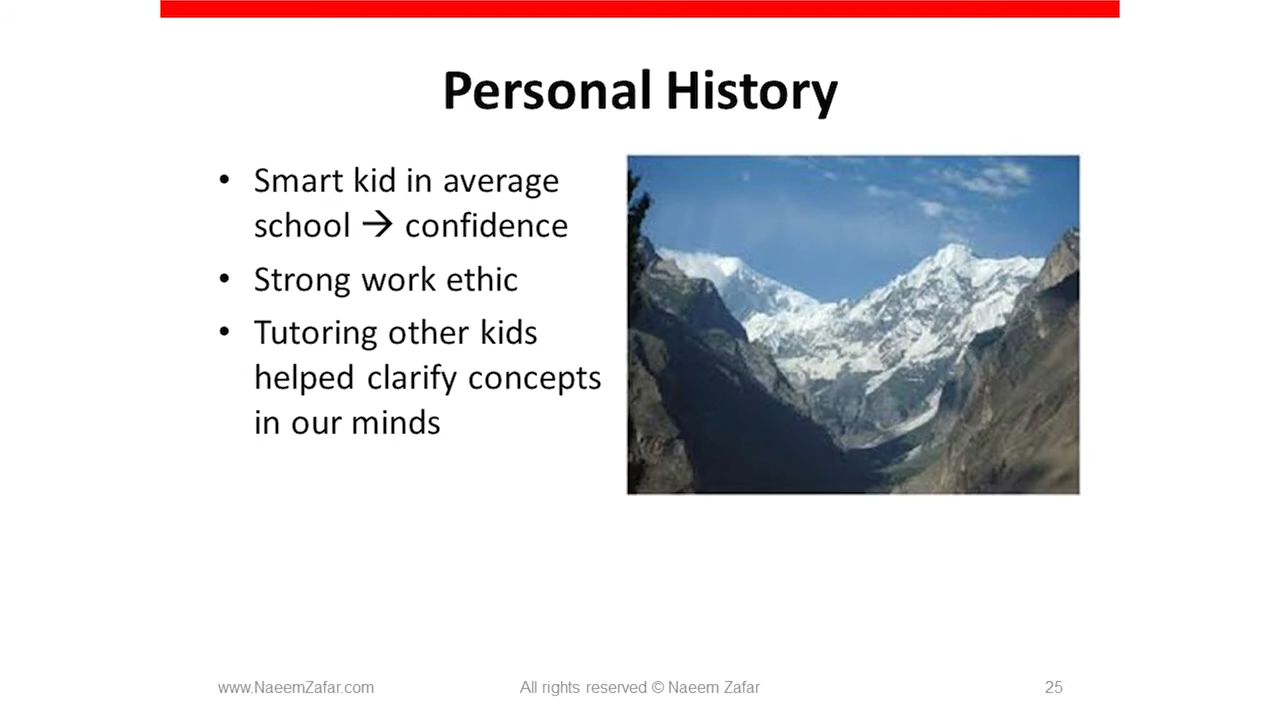 Personal History
• Smart kid in average
school → confidence
• Strong work ethic
• Tutoring other kids
helped clarify concepts
in our minds
www.NaeemZafar.com
All rights reserved © Naeem Zafar
25